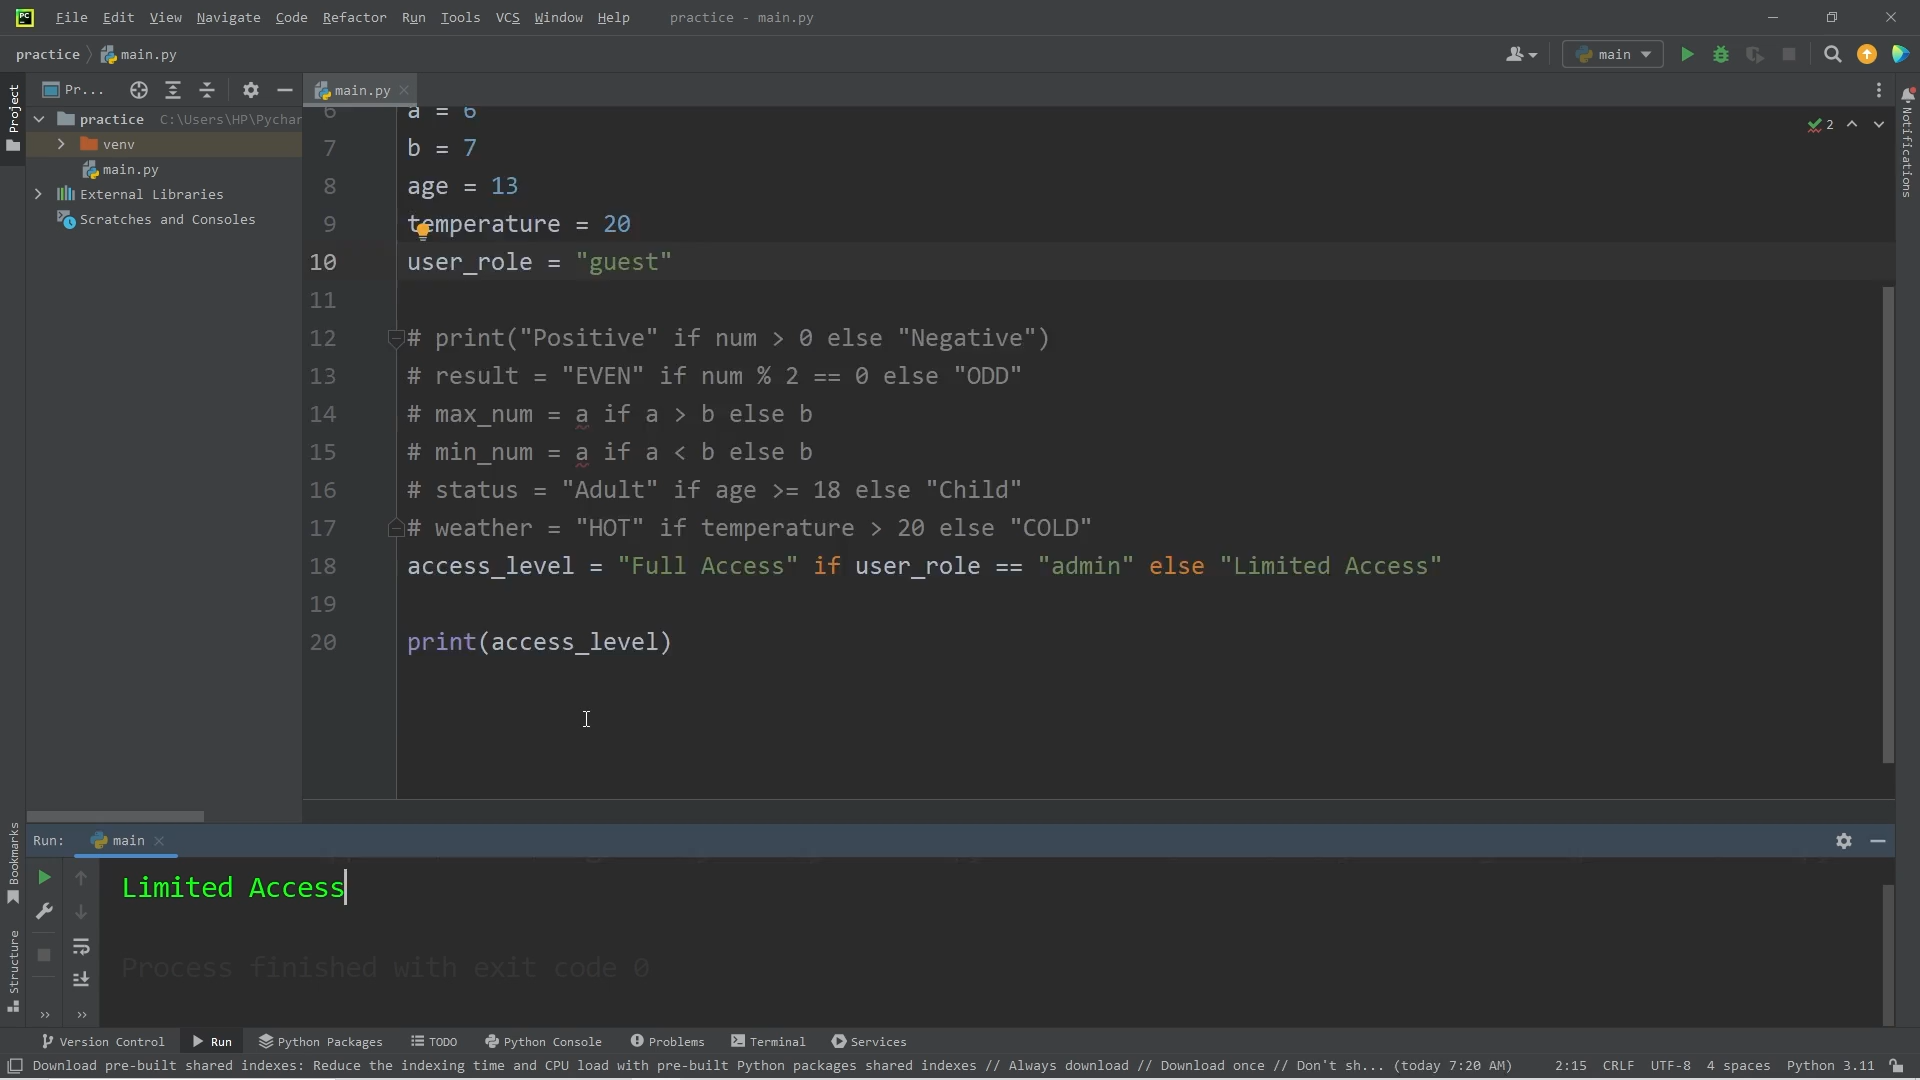 File Edit View Navigate Code Refactor Run Tools VCS Window Help practice - main.py
practice main.py main
Pr... main.py
Project
practice C:\Users\HP\Pychar
venv
main.py
External Libraries
Scratches and Consoles
6 a = 6
7 b = 7
8 age = 13
9 temperature = 20
10 user_role = "guest"
11
12 # print("Positive" if num > 0 else "Negative")
13 # result = "EVEN" if num % 2 == 0 else "ODD"
14 # max_num = a if a > b else b
15 # min_num = a if a < b else b
16 # status = "Adult" if age >= 18 else "Child"
17 # weather = "HOT" if temperature > 20 else "COLD"
18 access_level = "Full Access" if user_role == "admin" else "Limited Access"
19
20 print(access_level)
2
Notifications
Run: main
Limited Access
Process finished with exit code 0
Bookmarks
Structure
Version Control Run Python Packages TODO Python Console Problems Terminal Services
Download pre-built shared indexes: Reduce the indexing time and CPU load with pre-built Python packages shared indexes // Always download // Download once // Don't sh... (today 7:20 AM) 2:15 CRLF UTF-8 4 spaces Python 3.11